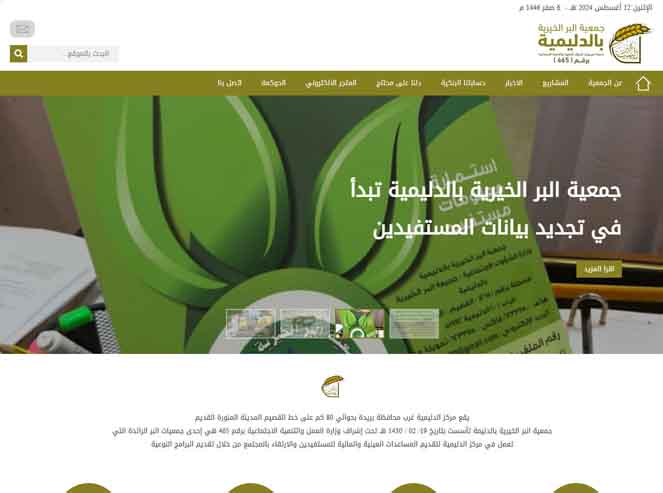 الإثنين 12 أغسطس 2024 هـ - 8 صفر 1446 م
جمعية البر الخيرية
بالدليمية
برقم ( 465 )
البحث بالموقع...
عن الجمعية
المشاريع
الاخبار
حساباتنا البنكية
دلنا على محتاج
المتجر الالكتروني
الحوكمة
اتصل بنا
جمعية البر الخيرية بالدليمية تبدأ
في تجديد بيانات المستفيدين
اقرا المزيد
استمارة
يقع مركز الدليمية غرب محافظة بريدة بحوالي 80 كم على خط القصيم المدينة المنورة القديم
جمعية البر الخيرية بالدليمة تأسست بتاريخ 19 / 02 / 1430 هـ تحت إشراف وزارة العمل والتنمية الاجتماعية برقم 465 هي إحدى جمعيات البر الرائدة التي
تعمل في مركز الدليمية لتقديم المساعدات العينية والمالية للمستفيدين والارتقاء بالمجتمع من خلال تقديم البرامج النوعية